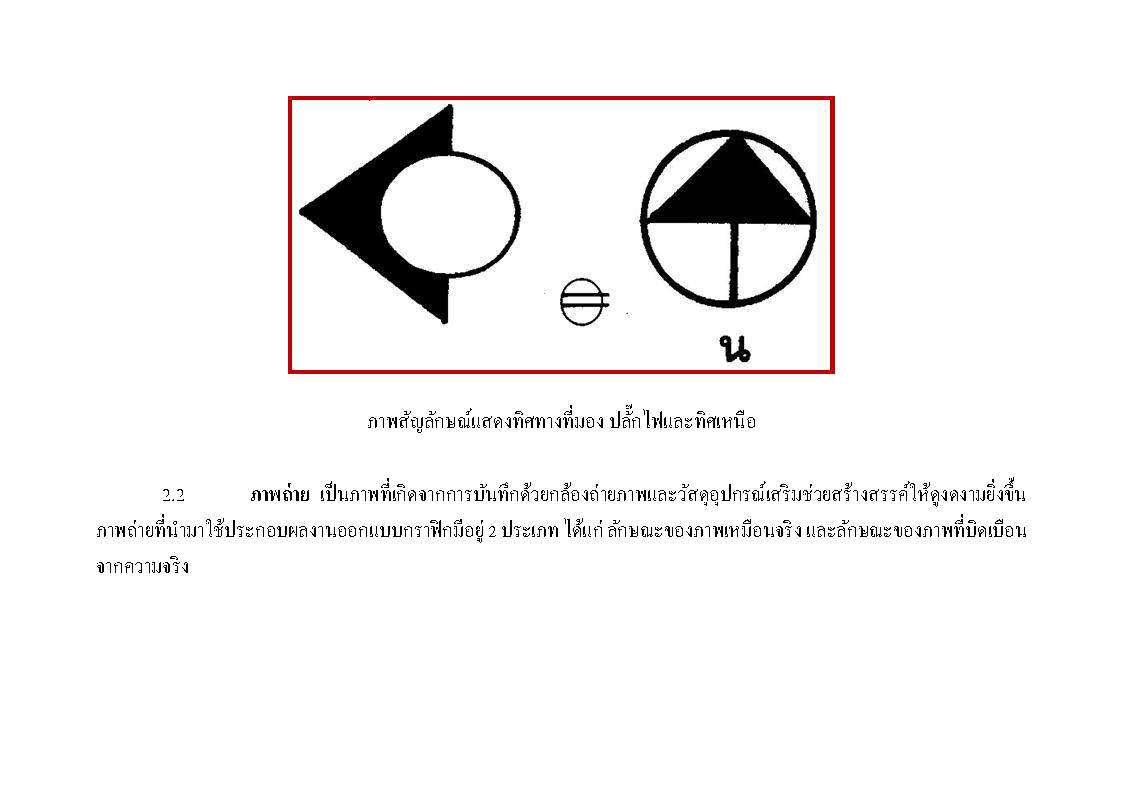 น
ภาพสัญลักษณ์แสดงทิศทางที่มอง ปลั๊กไฟและทิศเหนือ
2.2 ภาพถ่าย เป็นภาพที่เกิดจากการบันทึกด้วยกล้องถ่ายภาพและวัสดุอุปกรณ์เสริมช่วยสร้างสรรค์ให้ดูงดงามยิ่งขึ้น
ภาพถ่ายที่นำมาใช้ประกอบผลงานออกแบบกราฟิกมีอยู่ 2 ประเภท ได้แก่ ลักษณะของภาพเหมือนจริง และลักษณะของภาพที่บิดเบือน
จากความจริง